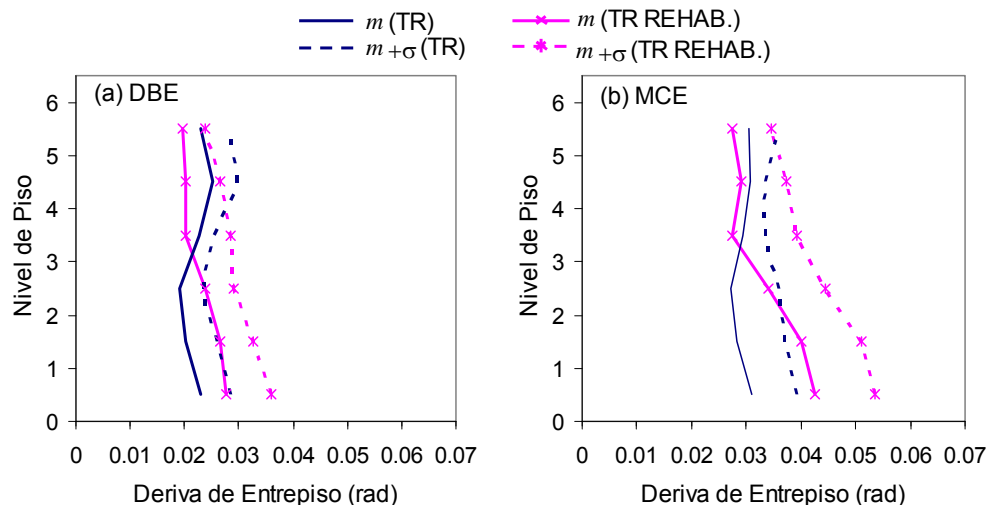 m (TR)
m (TR REHAB.)
m +σ (TR)
m +σ (TR REHAB.)
(a) DBE
6
5
4
3
2
1
0
Nivel de Piso
0 0.01 0.02 0.03 0.04 0.05 0.06 0.07
Deriva de Entrepiso (rad)
(b) MCE
6
5
4
3
2
1
0
Nivel de Piso
0 0.01 0.02 0.03 0.04 0.05 0.06 0.07
Deriva de Entrepiso (rad)